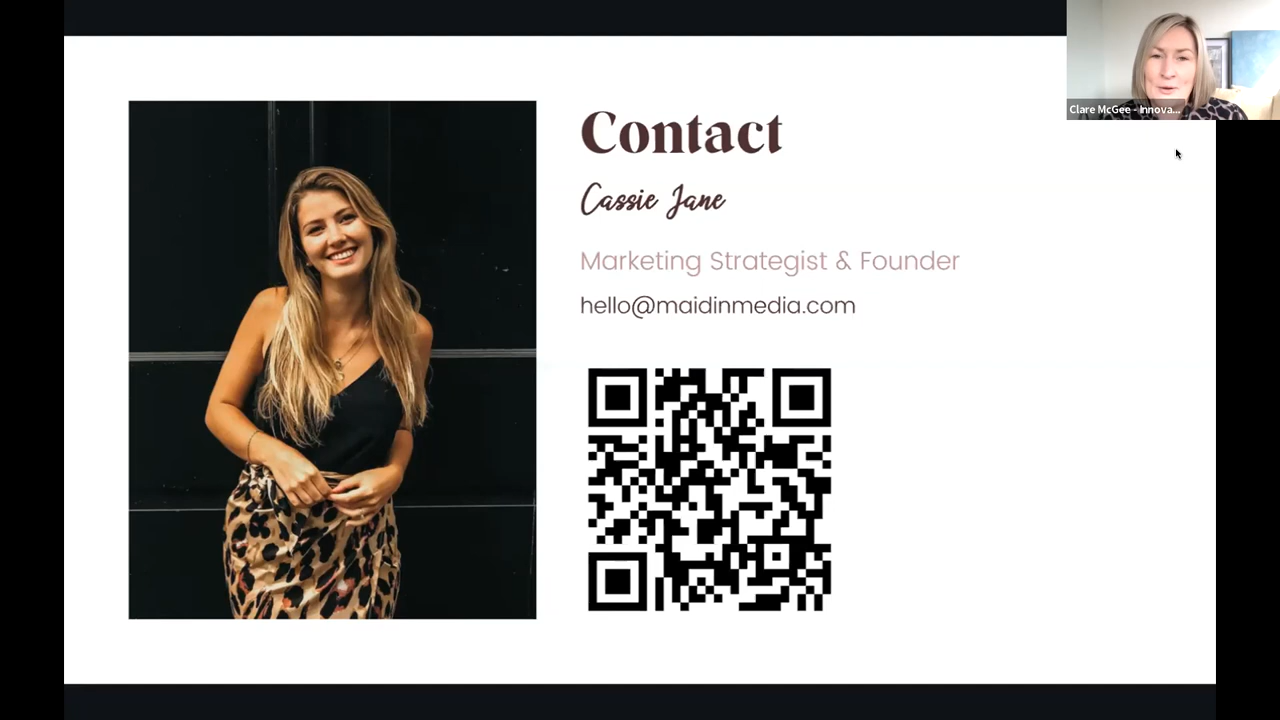 Contact
Cassie Jane
Marketing Strategist & Founder
hello@maidinmedia.com
Clare McGee - Innova...